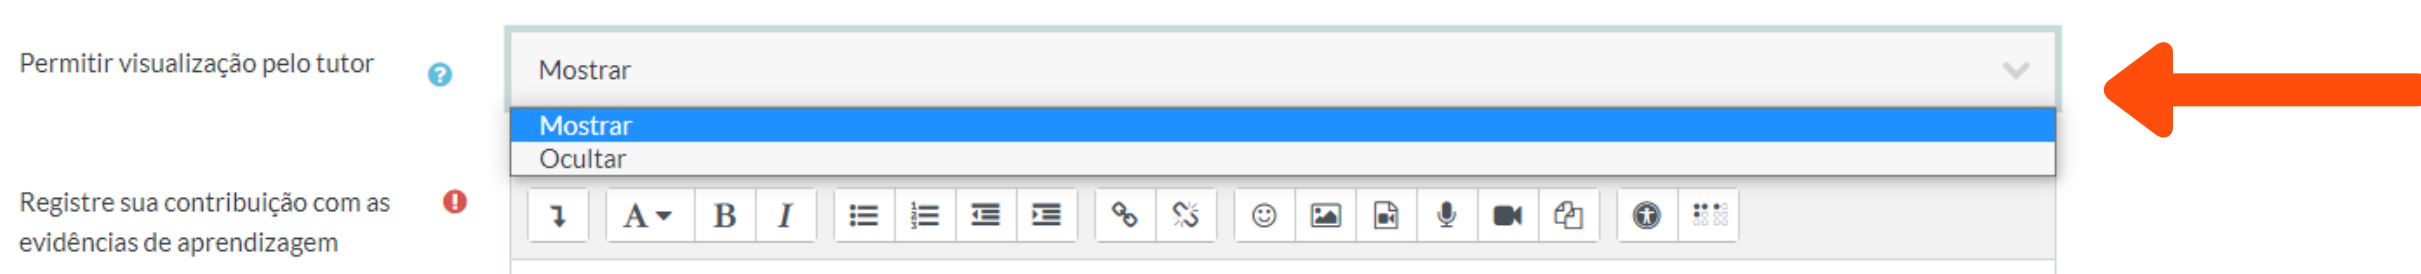 Permitir visualização pelo tutor
Mostrar
Mostrar
Ocultar
Registre sua contribuição com as
evidências de aprendizagem
A B I